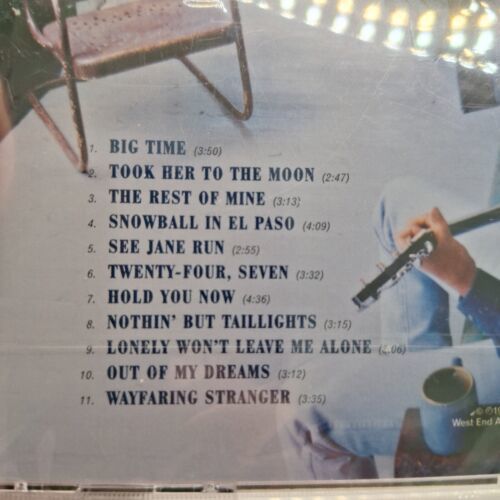 1. BIG TIME (3:50)
2. TOOK HER TO THE MOON (2:47)
3. THE REST OF MINE (3:13)
4. SNOWBALL IN EL PASO (4:09)
5. SEE JANE RUN (2:55)
6. TWENTY-FOUR, SEVEN (3:32)
7. HOLD YOU NOW (4:36)
8. NOTHIN' BUT TAILLIGHTS (3:15)
9. LONELY WON'T LEAVE ME ALONE (4:06)
10. OUT OF MY DREAMS (3:12)
11. WAYFARING STRANGER (3:35)
℗ © 19
West End A